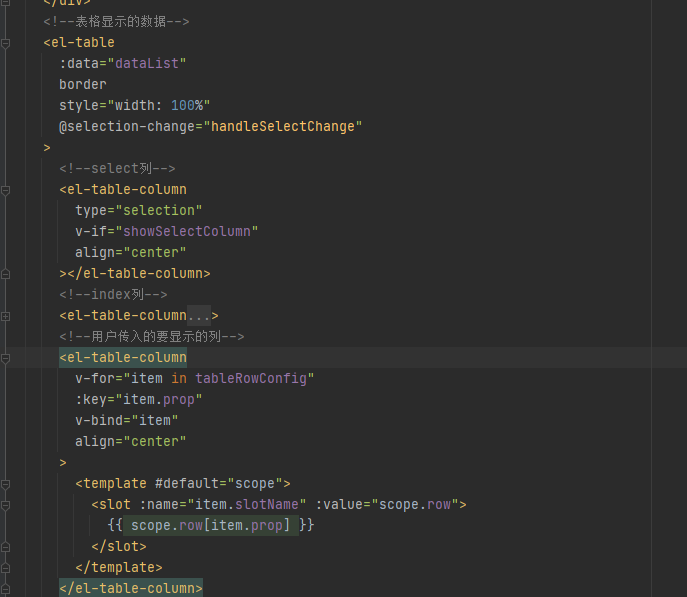 </div>
<!--表格显示的数据-->
<el-table
:data="dataList"
border
style="width: 100%"
@selection-change="handleSelectChange"
>
<!--select列-->
<el-table-column
type="selection"
v-if="showSelectColumn"
align="center"
></el-table-column>
<!--index列-->
<el-table-column...>
<!--用户传入的要显示的列-->
<el-table-column
v-for="item in tableRowConfig"
:key="item.prop"
v-bind="item"
align="center"
>
<template #default="scope">
<slot :name="item.slotName" :value="scope.row">
{{ scope.row[item.prop] }}
</slot>
</template>
</el-table-column>